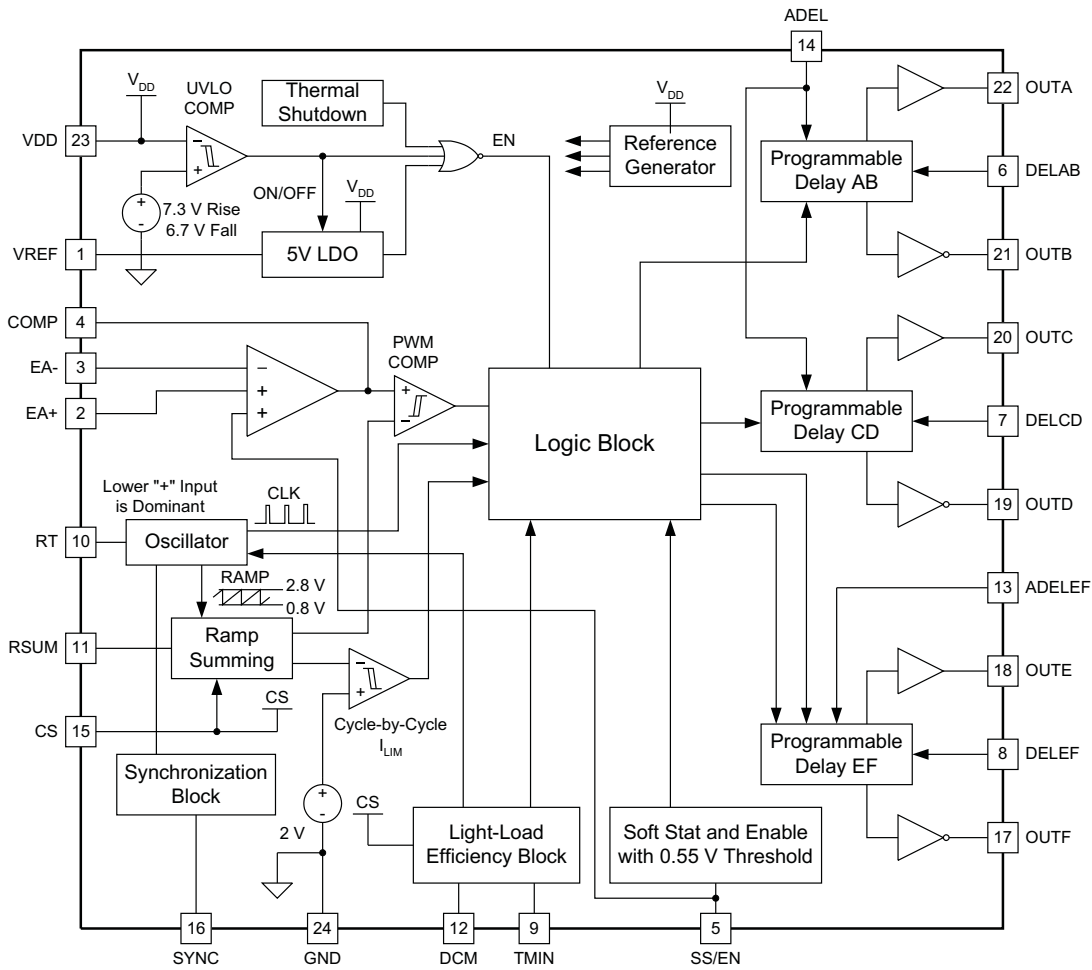 ADEL
14
UVLO
COMP
VDD
Thermal
Shutdown
VDD
22
OUTA
VDD
23
−
+
EN
Reference
Generator
Programmable
Delay AB
6
DELAB
ON/OFF
VDD
+
-
7.3 V Rise
6.7 V Fall
VREF
1
5V LDO
21
OUTB
COMP
4
20
OUTC
PWM
COMP
EA-
3
−
+
+
EA+
2
+
−
Logic Block
Programmable
Delay CD
7
DELCD
Lower "+" Input
is Dominant
CLK
19
OUTD
RT
10
Oscillator
RAMP
2.8 V
0.8 V
13
ADELEF
RSUM
11
Ramp
Summing
−
+
18
OUTE
CS
CS
15
Cycle-by-Cycle
ILIM
Programmable
Delay EF
8
DELEF
Synchronization
Block
+
-
2 V
CS
Light-Load
Efficiency Block
Soft Stat and Enable
with 0.55 V Threshold
17
OUTF
16
24
12
9
5
SYNC
GND
DCM
TMIN
SS/EN